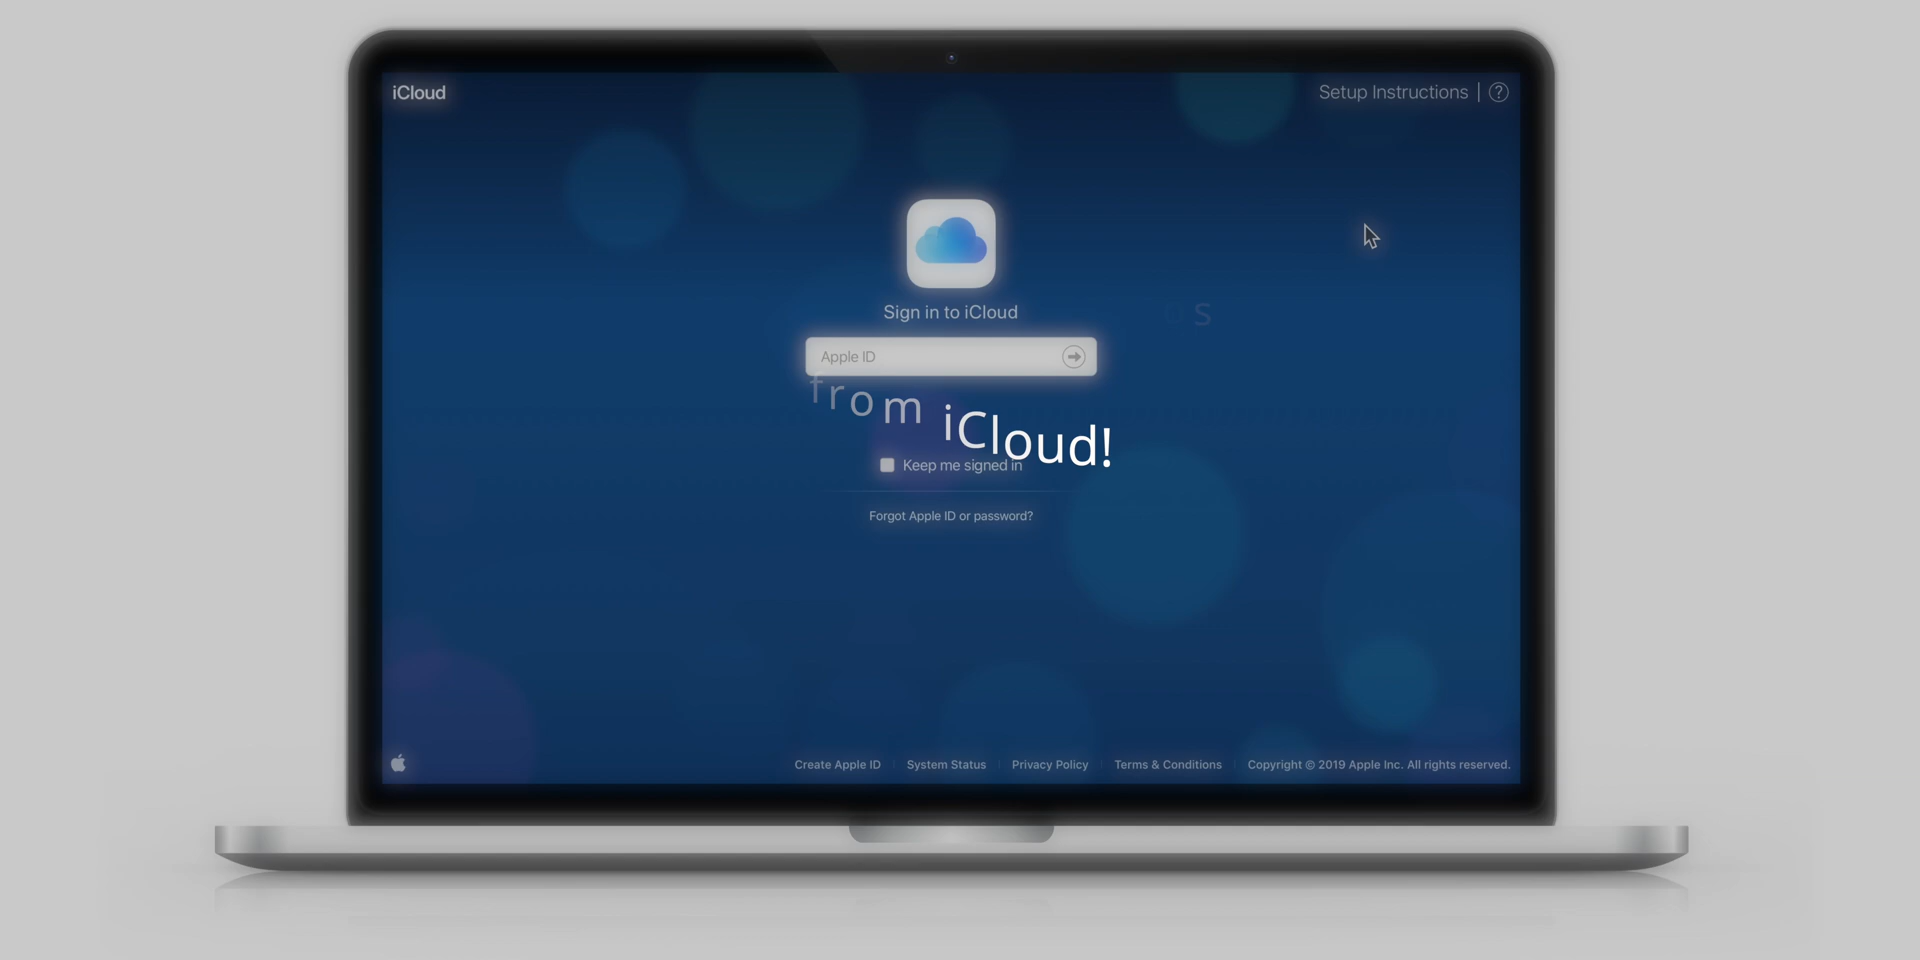 iCloud
Setup Instructions
Sign in to iCloud
Apple ID
from iCloud!
Keep me signed in
Forgot Apple ID or password?
Create Apple ID
System Status
Privacy Policy
Terms & Conditions
Copyright © 2019 Apple Inc. All rights reserved.